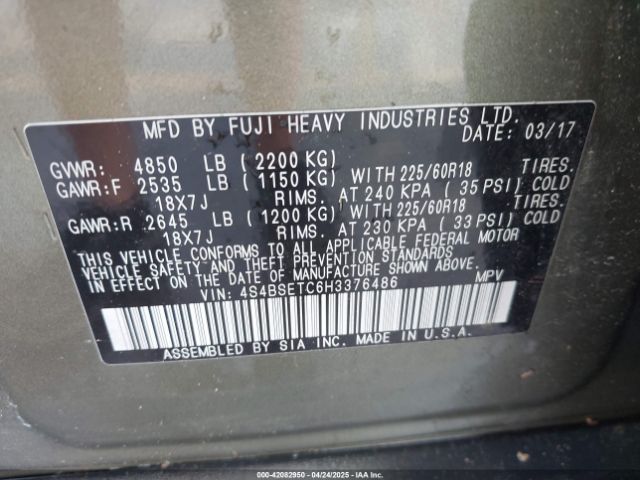 MFD BY FUJI HEAVY INDUSTRIES LTD.
DATE: 03/17
GVWR: 4850 LB ( 2200 KG)
GAWR:F 2535 LB ( 1150 KG) WITH 225/60R18 TIRES.
18X7J RIMS. AT 240 KPA ( 35 PSI) COLD
GAWR:R 2645 LB ( 1200 KG) WITH 225/60R18 TIRES.
18X7J RIMS. AT 230 KPA ( 33 PSI) COLD
THIS VEHICLE CONFORMS TO ALL APPLICABLE FEDERAL MOTOR
VEHICLE SAFETY AND THEFT PREVENTION STANDARDS
IN EFFECT ON THE DATE OF MANUFACTURE SHOWN ABOVE.
VIN: 4S4BSETC6H3376486 MPV
ASSEMBLED BY SIA INC. MADE IN U.S.A.
000-42082950 - 04/24/2025 - IAAI.COM